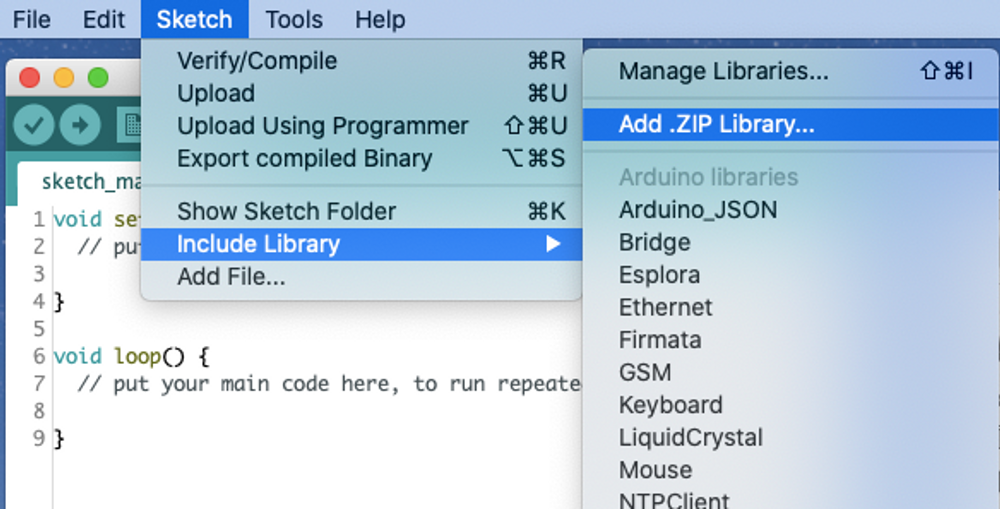 File Edit Sketch Tools Help
Verify/Compile ⌘R
Upload ⌘U
Upload Using Programmer ⇧⌘U
Export compiled Binary ⌥⌘S
Show Sketch Folder ⌘K
Include Library ▶
Add File...
Manage Libraries... ⇧⌘I
Add .ZIP Library...
Arduino libraries
Arduino_JSON
Bridge
Esplora
Ethernet
Firmata
GSM
Keyboard
LiquidCrystal
Mouse
NTPClient
sketch_ma
1 void se
2 // pu
3
4 }
5
6 void loop() {
7 // put your main code here, to run repeate
8
9 }